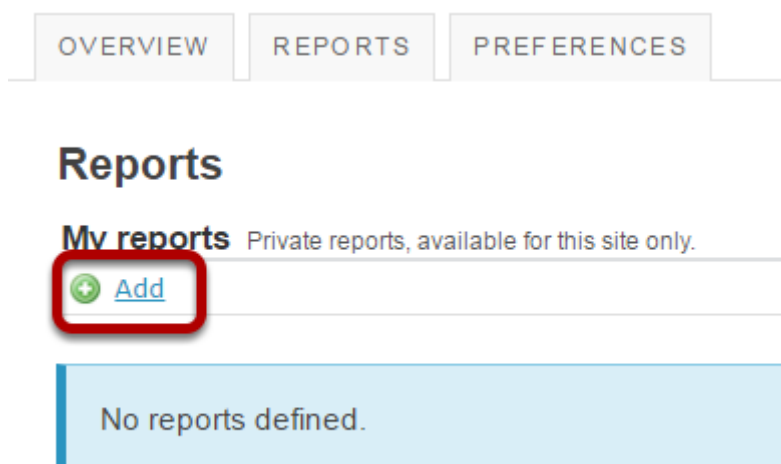 OVERVIEW REPORTS PREFERENCES
Reports
My reports Private reports, available for this site only.
Add
No reports defined.